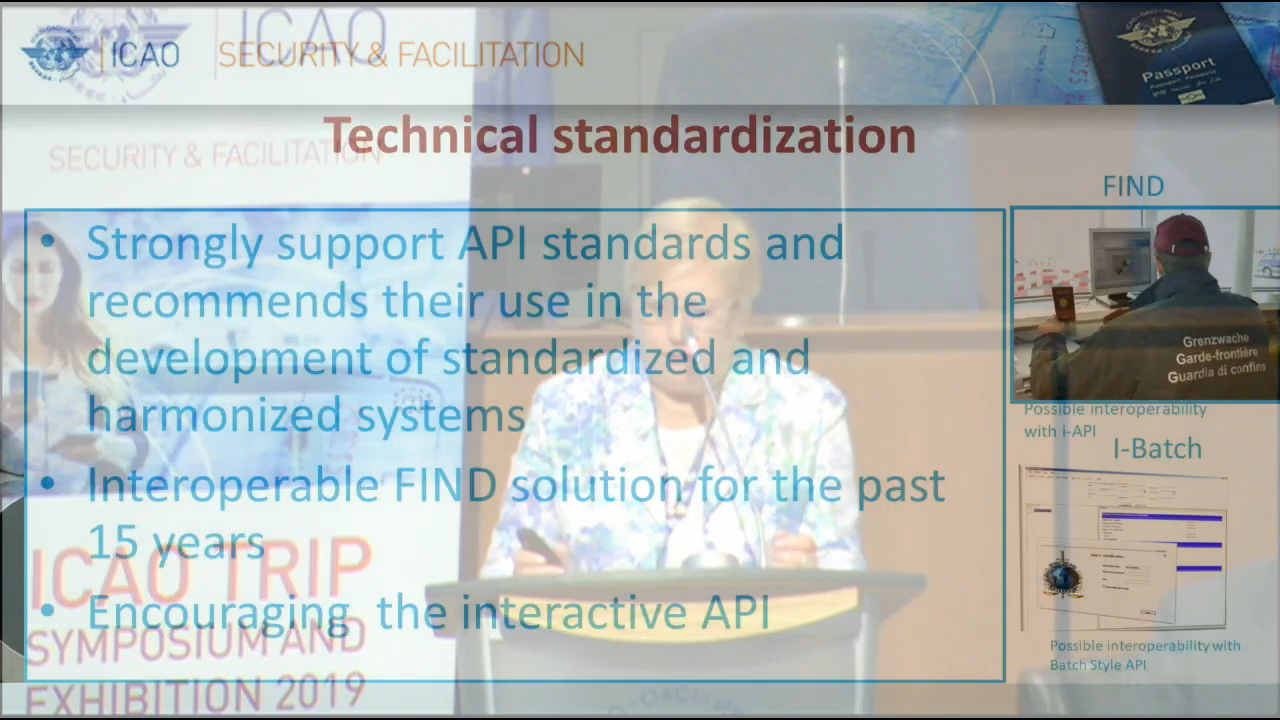 ICAO
SECURITY & FACILITATION
Passport
ICAO
SECURITY & FACILITATION
Technical standardization
• Strongly support API standards and
recommends their use in the
development of standardized and
harmonized systems
• Interoperable FIND solution for the past
15 years
• Encouraging the interactive API
FIND
Grenzwache
Garde-frontière
Guardia di confine
Possible interoperability
with i-API
I-Batch
Possible interoperability with
Batch Style API
ICAO TRIP
SYMPOSIUM AND
EXHIBITION 2019